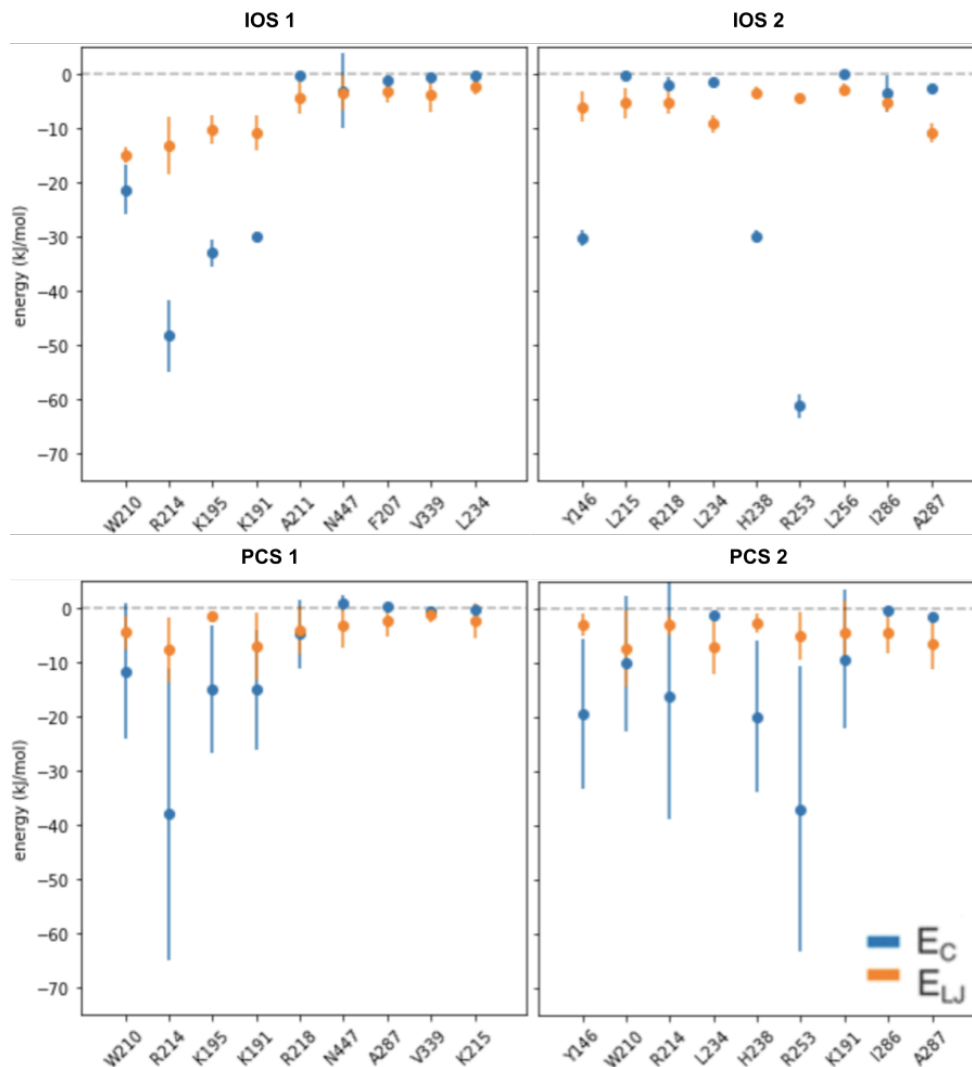 IOS 1
IOS 2
energy (kJ/mol)
0
−10
−20
−30
−40
−50
−60
−70
W210 R214 K195 K191 A211 N447 F207 V339 L234
Y146 L215 R218 L234 H238 R253 L256 I286 A287
PCS 1
PCS 2
energy (kJ/mol)
0
−10
−20
−30
−40
−50
−60
−70
E_C
E_LJ
W210 R214 K195 K191 R218 N447 A287 V339 K215
Y146 W210 R214 L234 H238 R253 K191 I286 A287